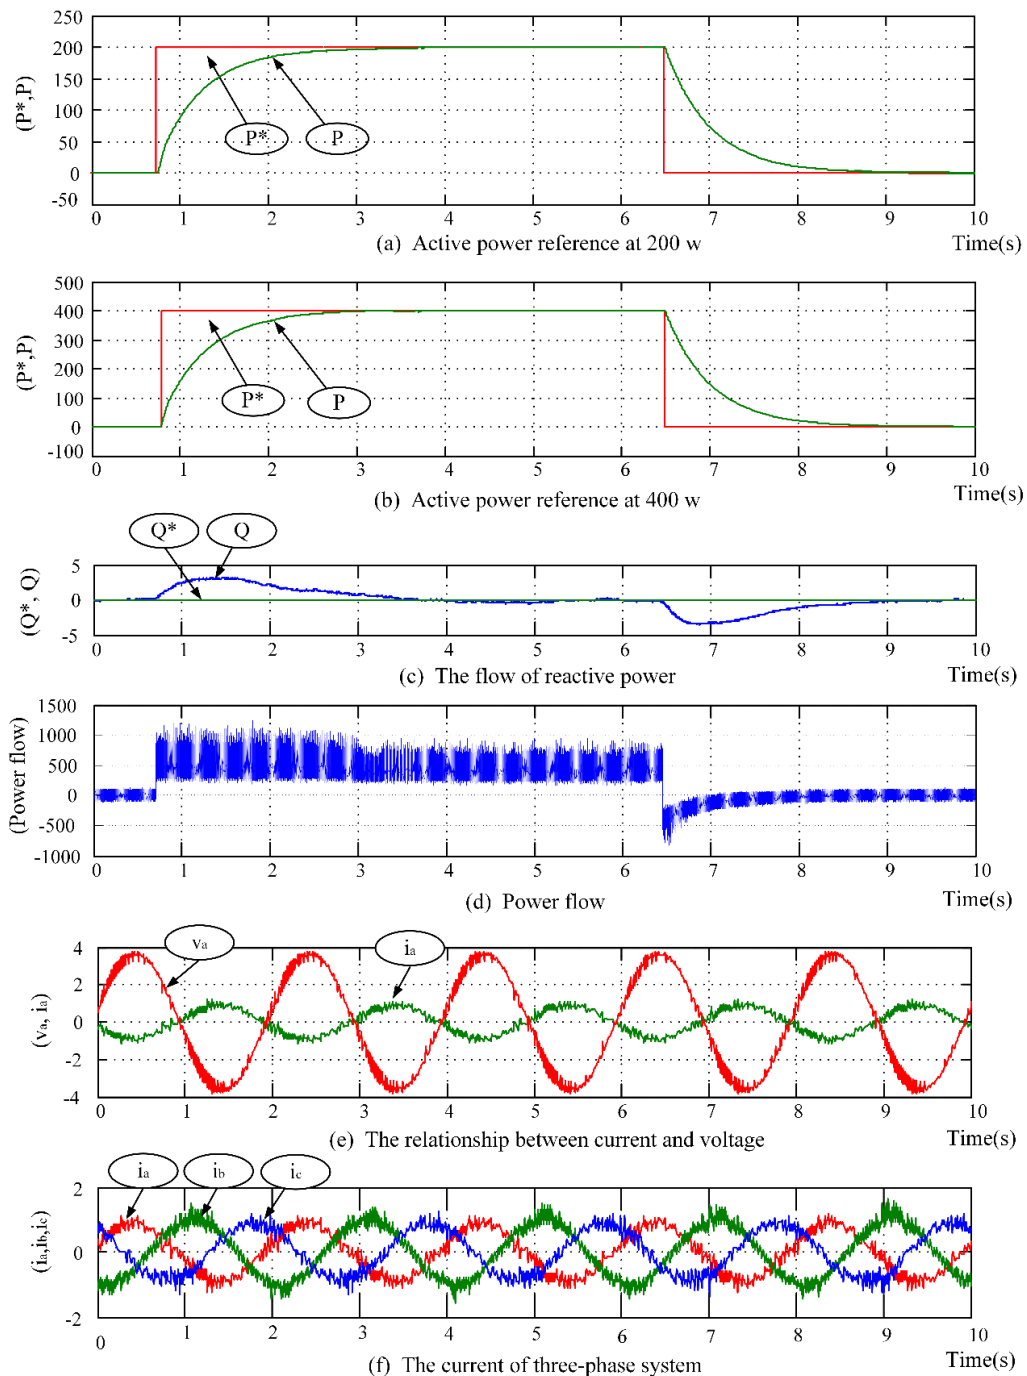 250
200
150
100
50
0
-50
(P*,P)
P*
P
0 1 2 3 4 5 6 7 8 9 10
(a) Active power reference at 200 w
Time(s)
500
400
300
200
100
0
-100
(P*,P)
P*
P
0 1 2 3 4 5 6 7 8 9 10
(b) Active power reference at 400 w
Time(s)
Q*
Q
5
0
-5
(Q*, Q)
0 1 2 3 4 5 6 7 8 9 10
(c) The flow of reactive power
Time(s)
1500
1000
500
0
-500
-1000
(Power flow)
0 1 2 3 4 5 6 7 8 9 10
(d) Power flow
Time(s)
va
ia
4
2
0
-2
-4
(va, ia)
0 1 2 3 4 5 6 7 8 9 10
(e) The relationship between current and voltage
Time(s)
ia
ib
ic
2
0
-2
(ia,ib,ic)
0 1 2 3 4 5 6 7 8 9 10
(f) The current of three-phase system
Time(s)